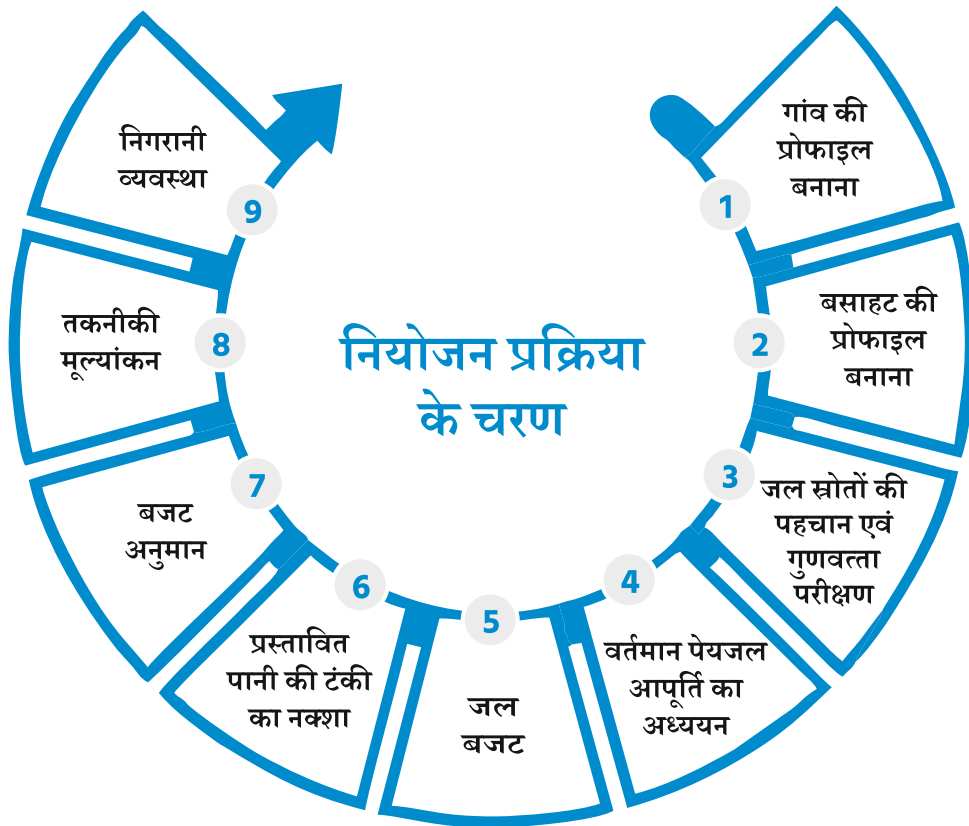 नियोजन प्रक्रिया
के चरण
1
गांव की
प्रोफाइल
बनाना
2
बसाहट की
प्रोफाइल
बनाना
3
जल स्रोतों की
पहचान एवं
गुणवत्ता
परीक्षण
4
वर्तमान पेयजल
आपूर्ति का
अध्ययन
5
जल
बजट
6
प्रस्तावित
पानी की टंकी
का नक्शा
7
बजट
अनुमान
8
तकनीकी
मूल्यांकन
9
निगरानी
व्यवस्था